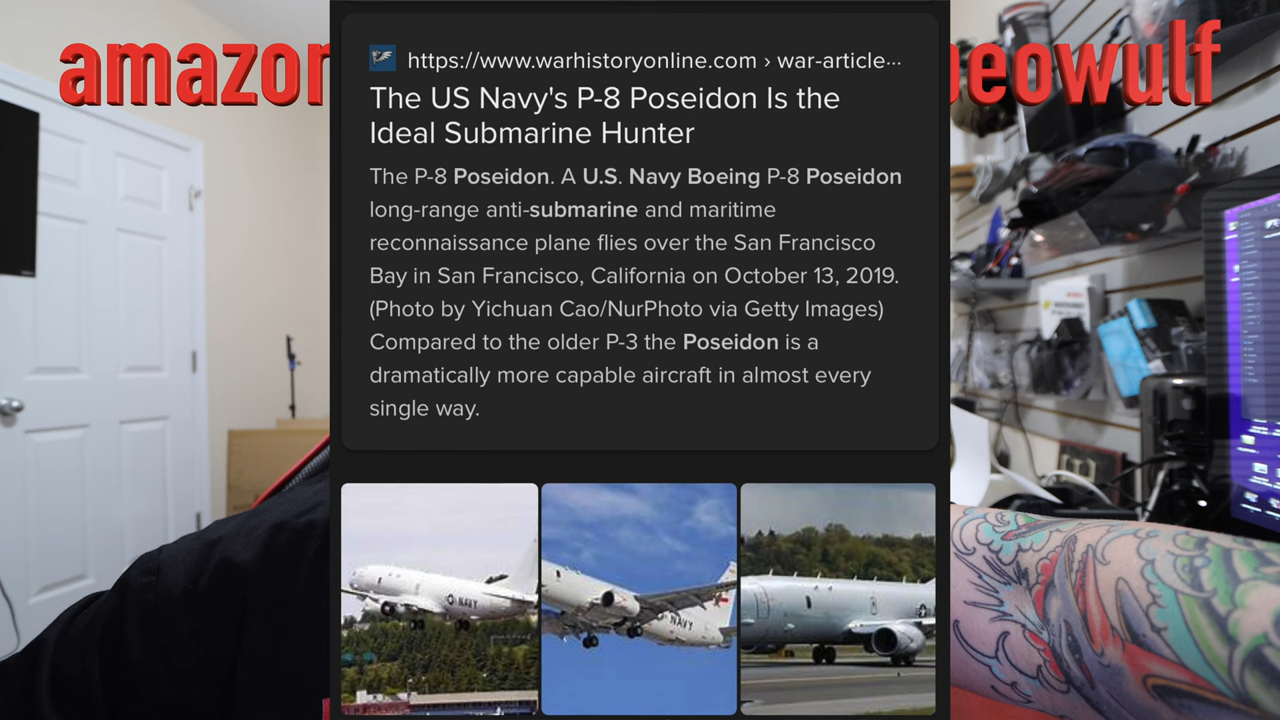 amazon
beowulf
https://www.warhistoryonline.com › war-article···
The US Navy's P-8 Poseidon Is the
Ideal Submarine Hunter
The P-8 Poseidon. A U.S. Navy Boeing P-8 Poseidon
long-range anti-submarine and maritime
reconnaissance plane flies over the San Francisco
Bay in San Francisco, California on October 13, 2019.
(Photo by Yichuan Cao/NurPhoto via Getty Images)
Compared to the older P-3 the Poseidon is a
dramatically more capable aircraft in almost every
single way.
NAVY
NAVY